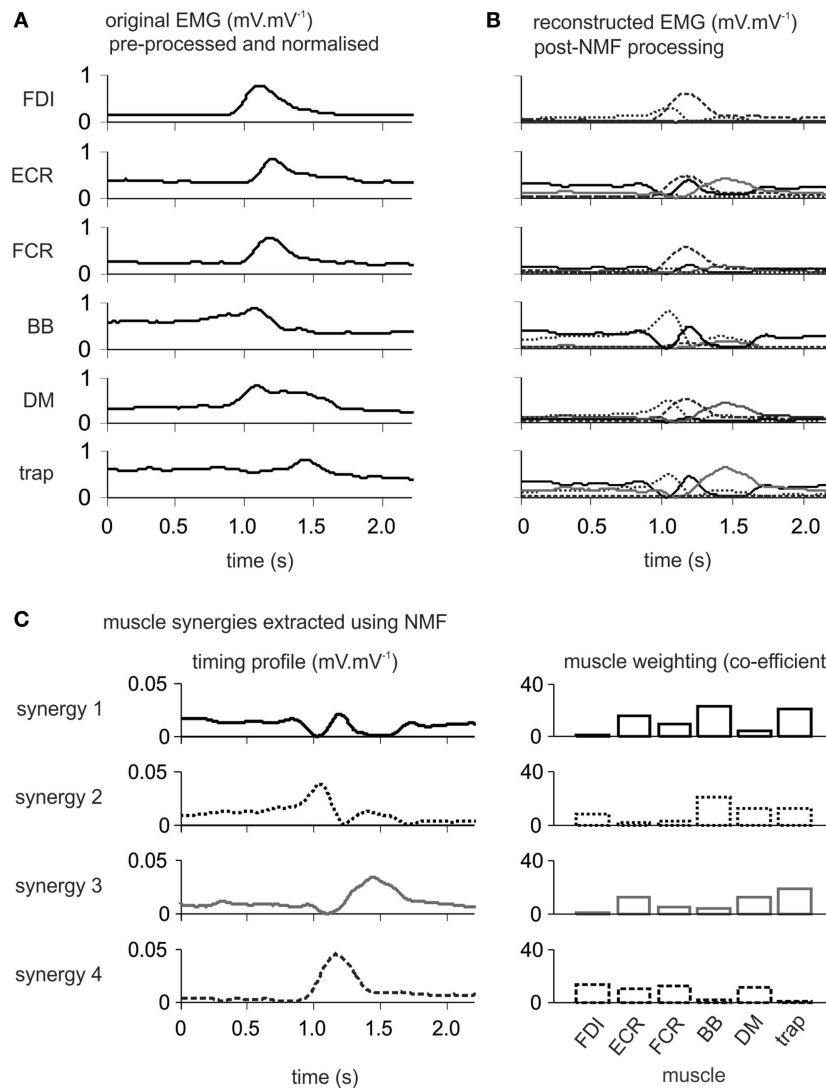 A
original EMG (mV.mV⁻¹)
pre-processed and normalised
FDI
1
0
ECR
1
0
FCR
1
0
BB
1
0
DM
1
0
trap
1
0
0 0.5 1.0 1.5 2.0
time (s)
B
reconstructed EMG (mV.mV⁻¹)
post-NMF processing
0 0.5 1.0 1.5 2.0
time (s)
C
muscle synergies extracted using NMF
timing profile (mV.mV⁻¹)
muscle weighting (co-efficient
synergy 1
0.05
0
40
0
synergy 2
0.05
0
40
0
synergy 3
0.05
0
40
0
synergy 4
0.05
0
40
0
0 0.5 1.0 1.5 2.0
time (s)
FDI ECR FCR BB DM trap
muscle